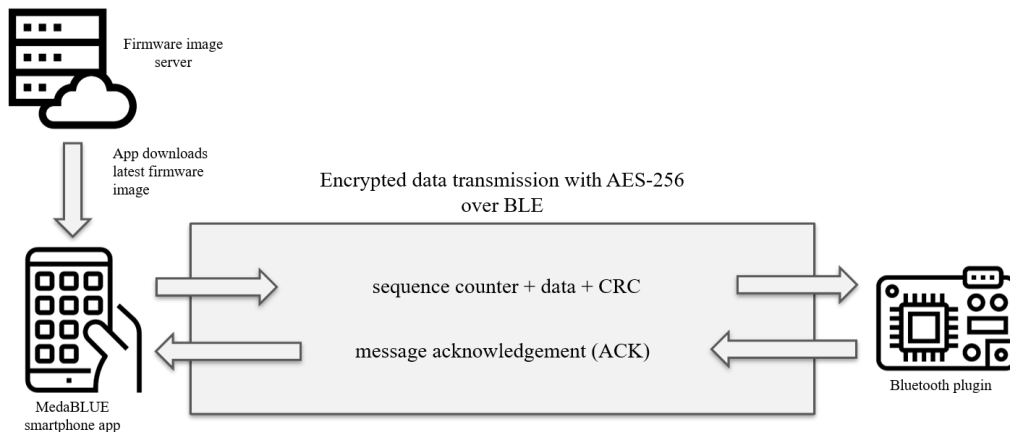 Firmware image
server
App downloads
latest firmware
image
Encrypted data transmission with AES-256
over BLE
sequence counter + data + CRC
message acknowledgement (ACK)
MedaBLUE
smartphone app
Bluetooth plugin